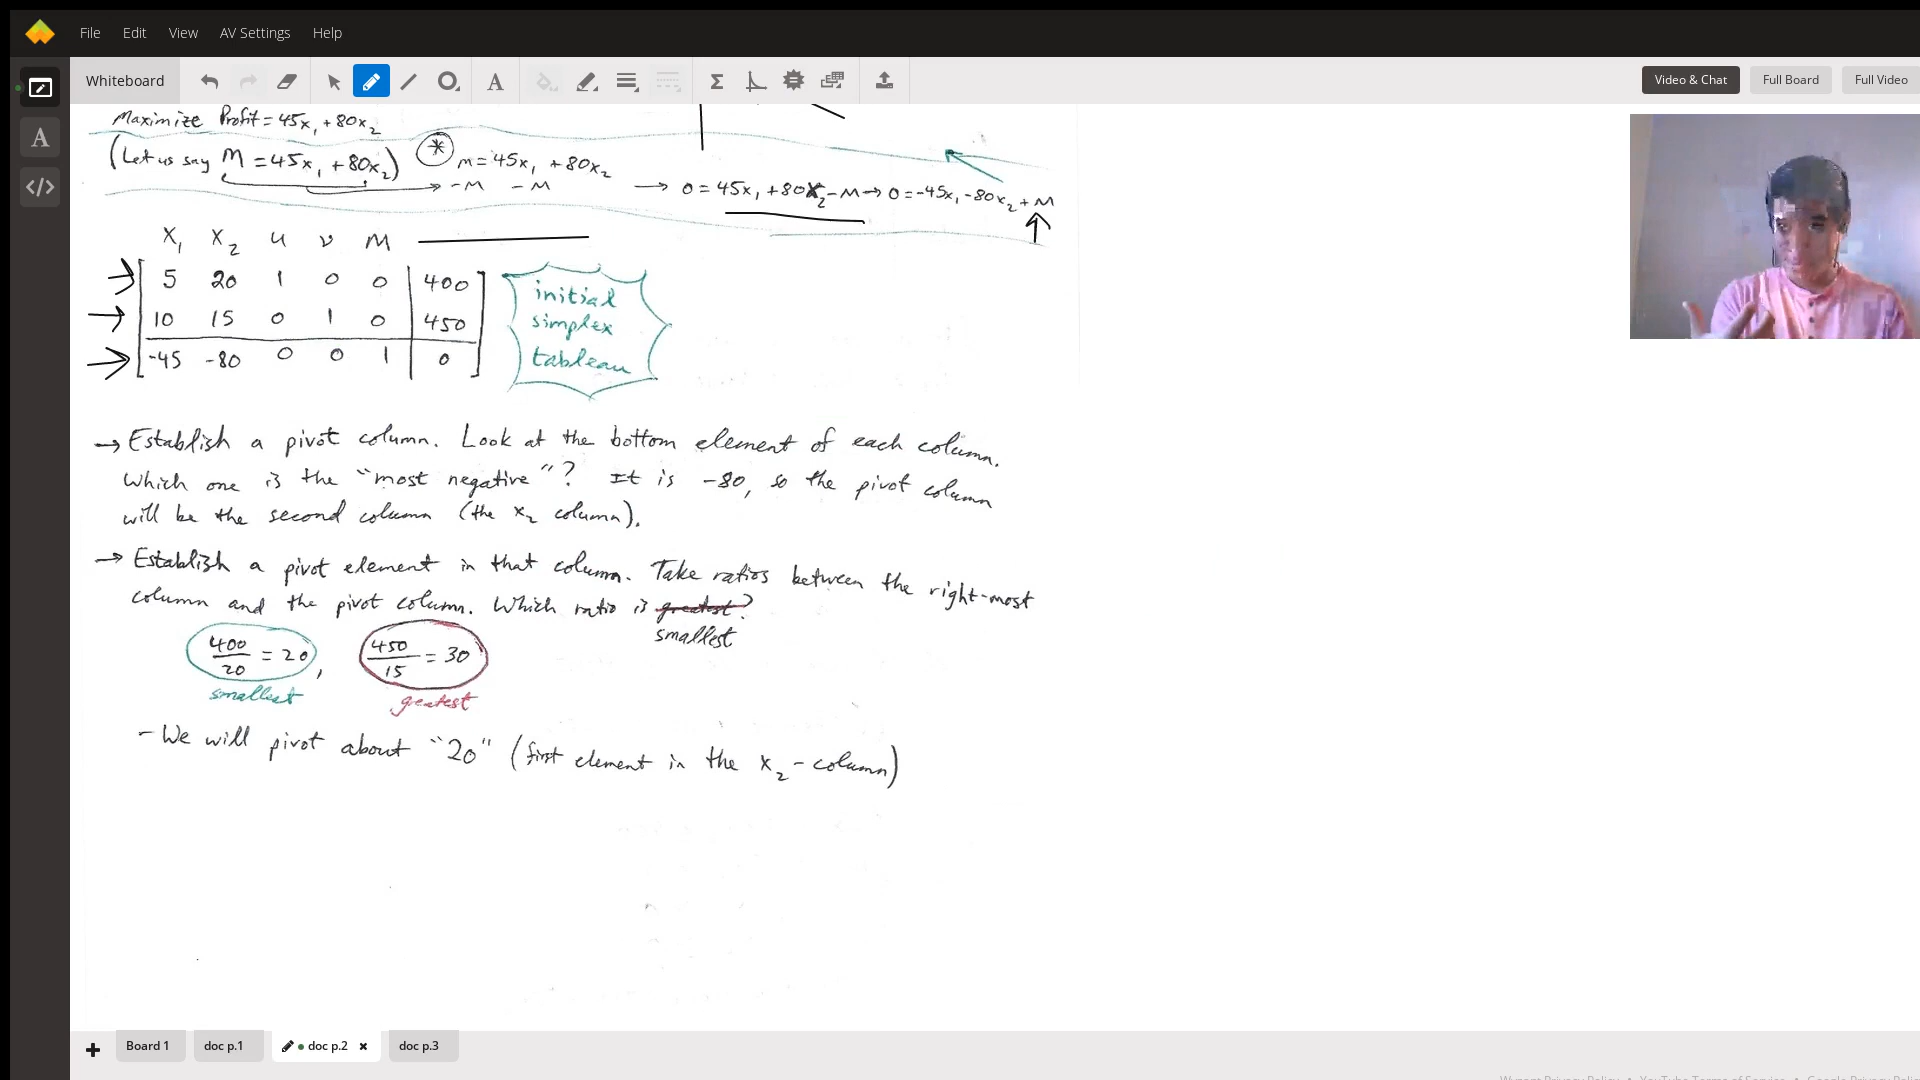 File Edit View AV Settings Help
Whiteboard
A
Σ
Video & Chat Full Board Full Video
A
Maximize Profit = 45x₁ + 80x₂
(Let us say M = 45x₁ + 80x₂) * M = 45x₁ + 80x₂
-M -M → 0 = 45x₁ + 80x₂ - M → 0 = -45x₁ - 80x₂ + M
x₁ x₂ u v M
5 20 1 0 0 400
10 15 0 1 0 450
-45 -80 0 0 1 0
initial
simplex
tableau
→ Establish a pivot column. Look at the bottom element of each column.
Which one is the "most negative"? It is -80, so the pivot column
will be the second column (the x₂ column).
→ Establish a pivot element in that column. Take ratios between the right-most
column and the pivot column. Which ratio is greatest?
smallest
400/20 = 20, 450/15 = 30
smallest greatest
- We will pivot about "20" (first element in the x₂-column)
Board 1 doc p.1 doc p.2 doc p.3